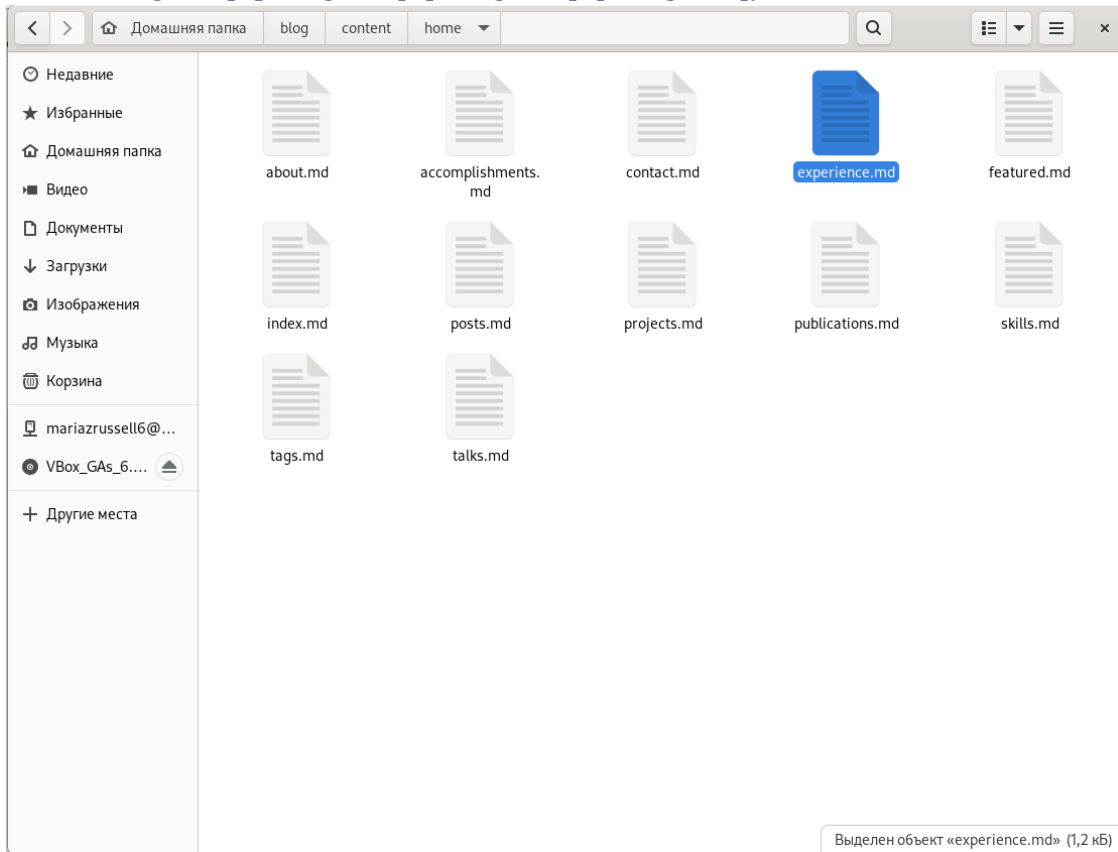 Домашняя папка blog content home
Недавние
Избранные
Домашняя папка
Видео
Документы
Загрузки
Изображения
Музыка
Корзина
mariazrussell6@...
VBox_GAs_6....
Другие места
about.md
accomplishments.
md
contact.md
experience.md
featured.md
index.md
posts.md
projects.md
publications.md
skills.md
tags.md
talks.md
Выделен объект «experience.md» (1,2 кБ)